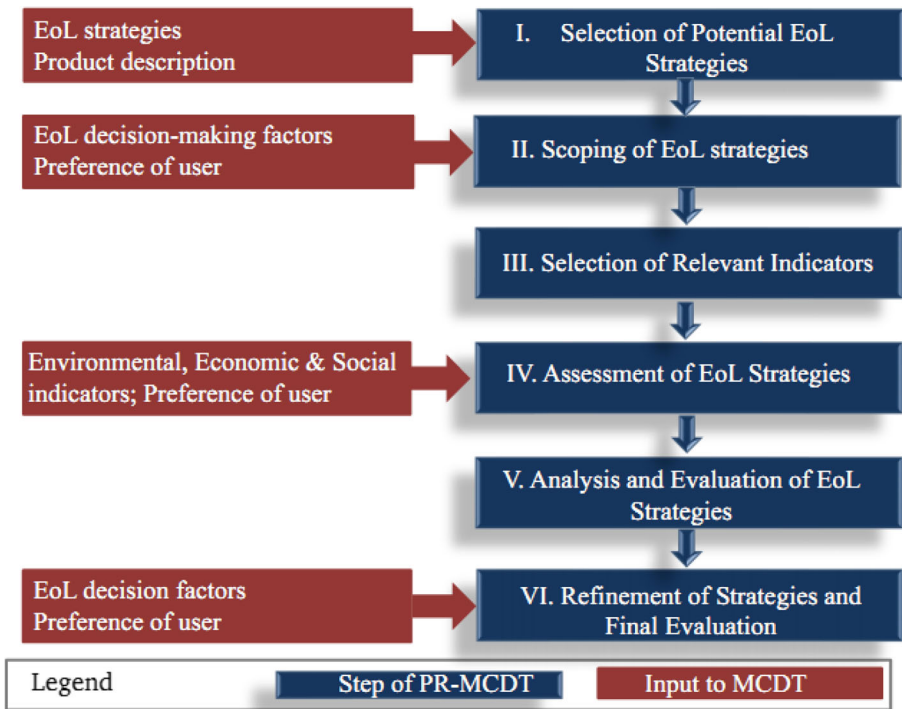 EoL strategies
Product description
I. Selection of Potential EoL
Strategies
EoL decision-making factors
Preference of user
II. Scoping of EoL strategies
III. Selection of Relevant Indicators
Environmental, Economic & Social
indicators; Preference of user
IV. Assessment of EoL Strategies
V. Analysis and Evaluation of EoL
Strategies
EoL decision factors
Preference of user
VI. Refinement of Strategies and
Final Evaluation
Legend
Step of PR-MCDT
Input to MCDT